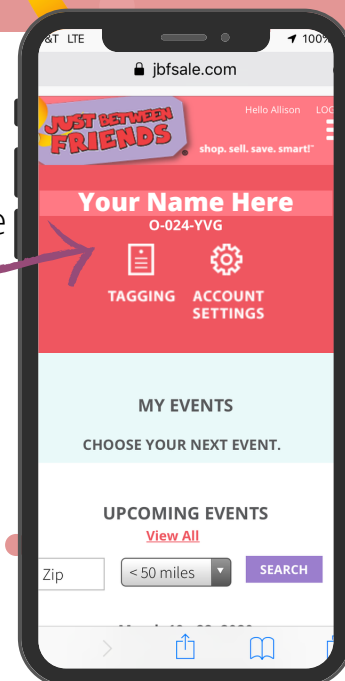 &T LTE 100%
jbfsale.com
Hello Allison LOG
JUST BETWEEN
FRIENDS
shop. sell. save. smart!™
Your Name Here
O-024-YVG
TAGGING ACCOUNT
SETTINGS
MY EVENTS
CHOOSE YOUR NEXT EVENT.
UPCOMING EVENTS
View All
Zip < 50 miles SEARCH